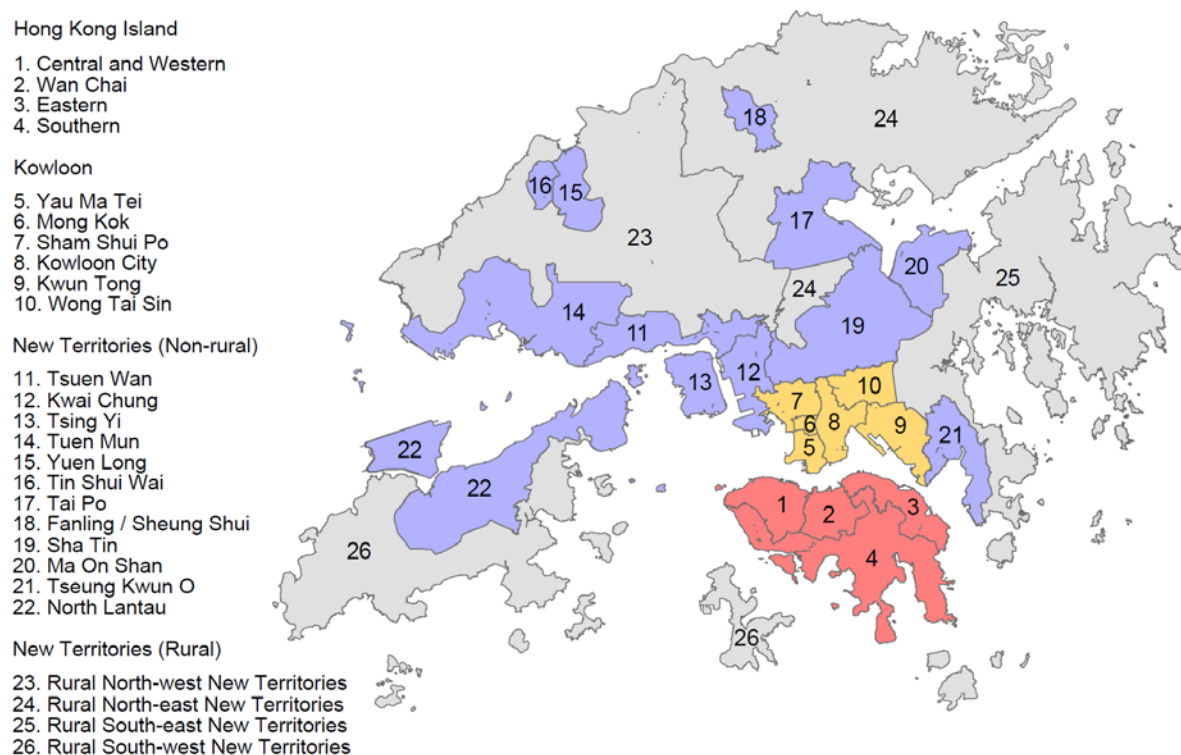 Hong Kong Island
1. Central and Western
2. Wan Chai
3. Eastern
4. Southern
Kowloon
5. Yau Ma Tei
6. Mong Kok
7. Sham Shui Po
8. Kowloon City
9. Kwun Tong
10. Wong Tai Sin
New Territories (Non-rural)
11. Tsuen Wan
12. Kwai Chung
13. Tsing Yi
14. Tuen Mun
15. Yuen Long
16. Tin Shui Wai
17. Tai Po
18. Fanling / Sheung Shui
19. Sha Tin
20. Ma On Shan
21. Tseung Kwun O
22. North Lantau
New Territories (Rural)
23. Rural North-west New Territories
24. Rural North-east New Territories
25. Rural South-east New Territories
26. Rural South-west New Territories
18
24
16
15
17
23
20
25
24
14
11
19
13
12
10
7
6
8
9
5
21
22
22
1
2
3
26
4
26